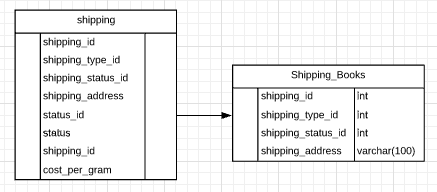 shipping
shipping_id
shipping_type_id
shipping_status_id
shipping_address
status_id
status
shipping_id
cost_per_gram
Shipping_Books
shipping_id Int
shipping_type_id Int
shipping_status_id Int
shipping_address varchar(100)